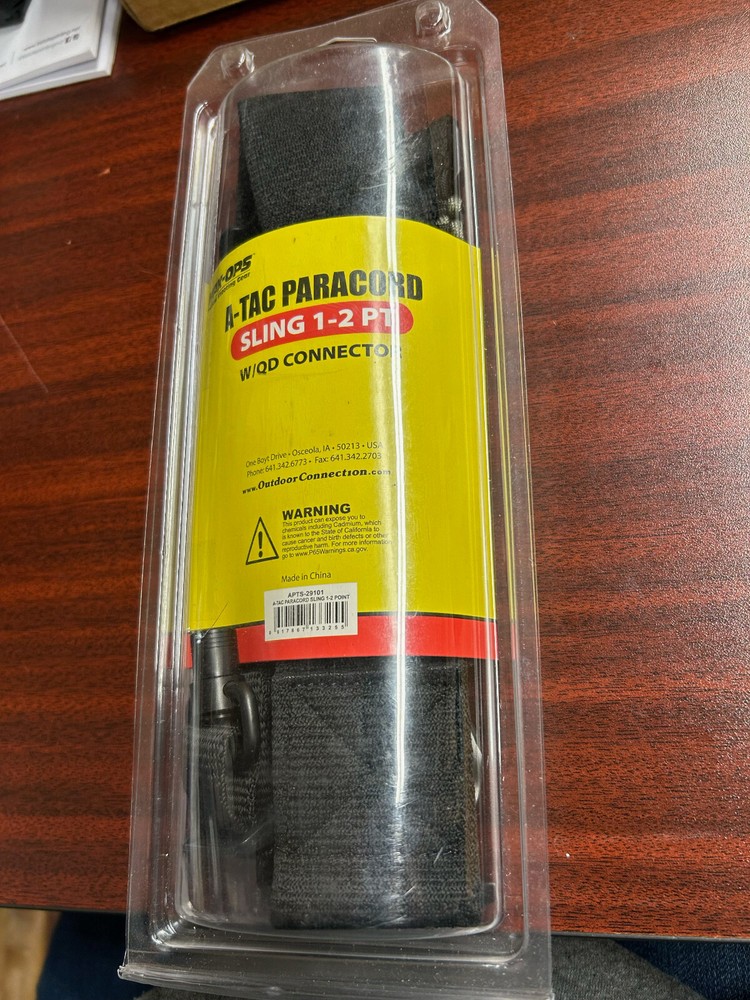 -OPS
A-TAC PARACORD
SLING 1-2 PT
W/QD CONNECTOR
One Boyt Drive • Osceola, IA • 50213 • USA
Phone: 641.342.6773 • Fax: 641.342.2703
www.OutdoorConnection.com
WARNING
This product can expose you to
chemicals including Cadmium, which
is known to the State of California to
cause cancer and birth defects or other
reproductive harm. For more information
go to www.P65Warnings.ca.gov
Made in China
APTS-29101
A-TAC PARACORD SLING 1-2 POINT